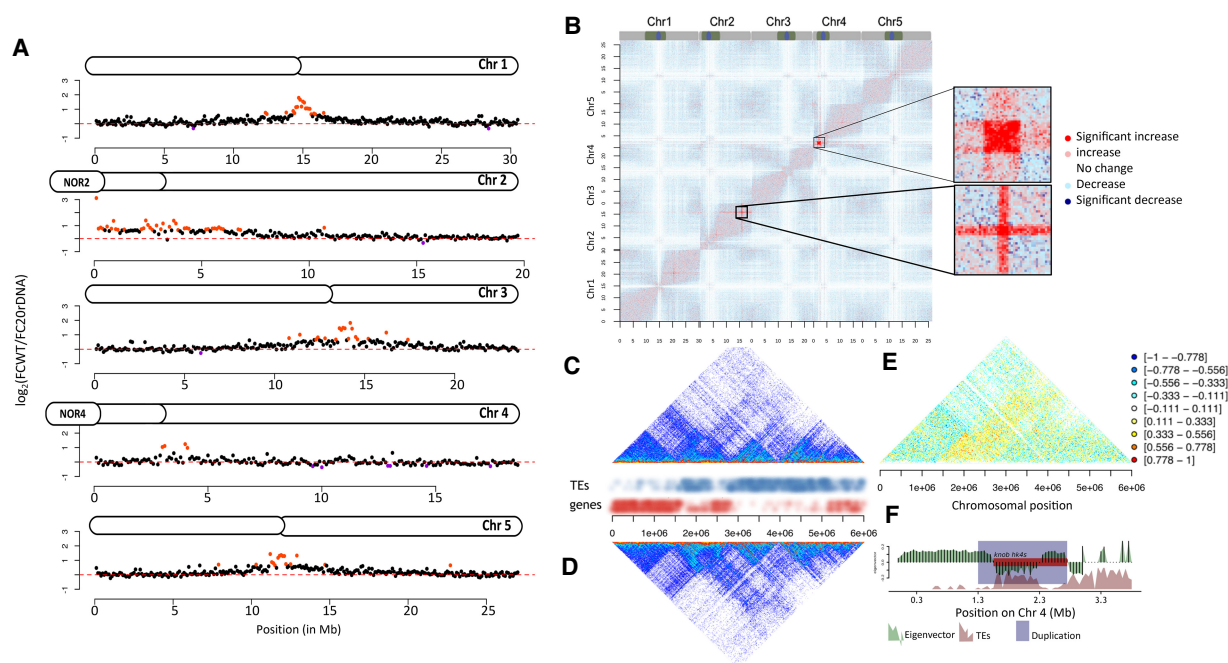 A
Chr 1
3
2
1
-1
0 5 10 15 20 25 30
NOR2
Chr 2
3
2
1
-1
0 5 10 15 20
Chr 3
3
2
1
-1
0 5 10 15 20
NOR4
Chr 4
2
1
-1
0 5 10 15
Chr 5
3
2
1
-1
0 5 10 15 20 25
Position (in Mb)
log2(FCWT/FC20rDNA)
B
Chr1 Chr2 Chr3 Chr4 Chr5
Chr5
Chr4
Chr3
Chr2
Chr1
Significant increase
increase
No change
Decrease
Significant decrease
C
TEs
genes
0 1e+06 2e+06 3e+06 4e+06 5e+06 6e+06
D
E
[−1 − −0.778]
[−0.778 − −0.556]
[−0.556 − −0.333]
[−0.333 − −0.111]
[−0.111 − 0.111]
[0.111 − 0.333]
[0.333 − 0.556]
[0.556 − 0.778]
[0.778 − 1]
0 1e+06 2e+06 3e+06 4e+06 5e+06 6e+06
Chromosomal position
F
knob hk4s
eigenvector
0.3 1.3 2.3 3.3
Position on Chr 4 (Mb)
Eigenvector
TEs
Duplication